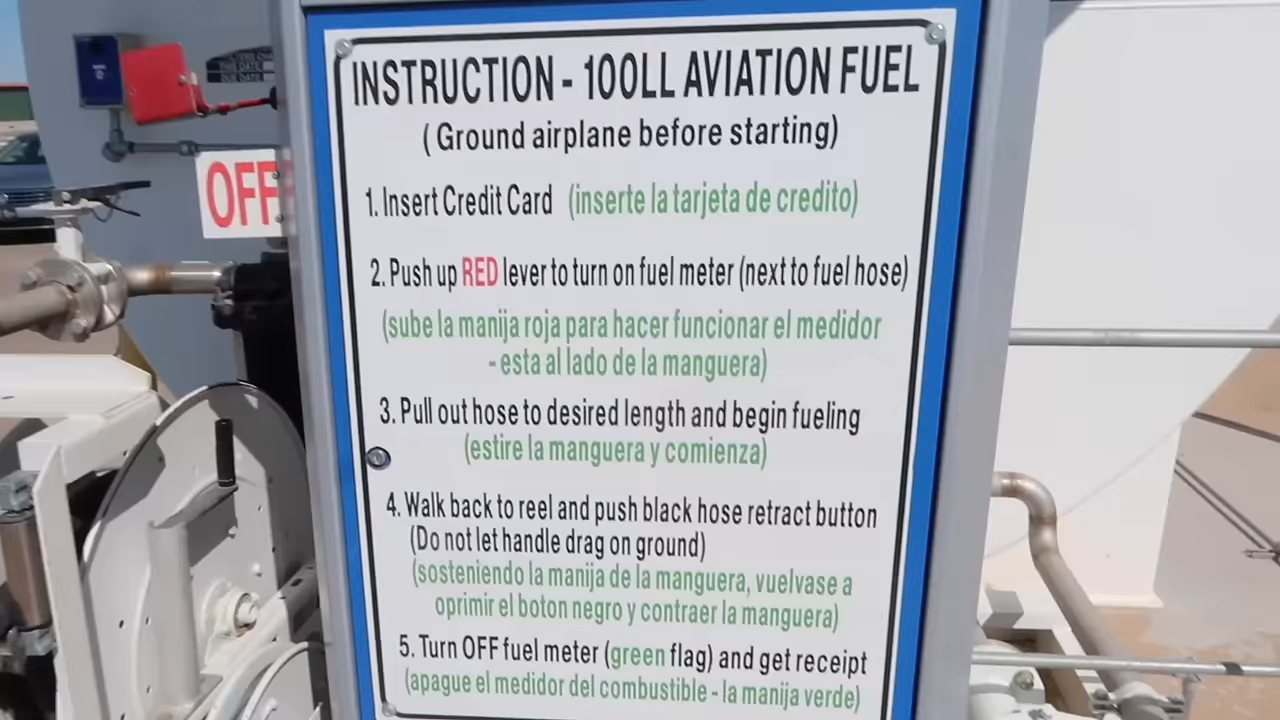 INSTRUCTION - 100LL AVIATION FUEL
( Ground airplane before starting)
1. Insert Credit Card (inserte la tarjeta de credito)
2. Push up RED lever to turn on fuel meter (next to fuel hose)
(sube la manija roja para hacer funcionar el medidor
- esta al lado de la manguera)
3. Pull out hose to desired length and begin fueling
(estire la manguera y comienza)
4. Walk back to reel and push black hose retract button
(Do not let handle drag on ground)
(sosteniendo la manija de la manguera, vuelvase a
oprimir el boton negro y contraer la manguera)
5. Turn OFF fuel meter (green flag) and get receipt
(apague el medidor del combustible - la manija verde)
OFF